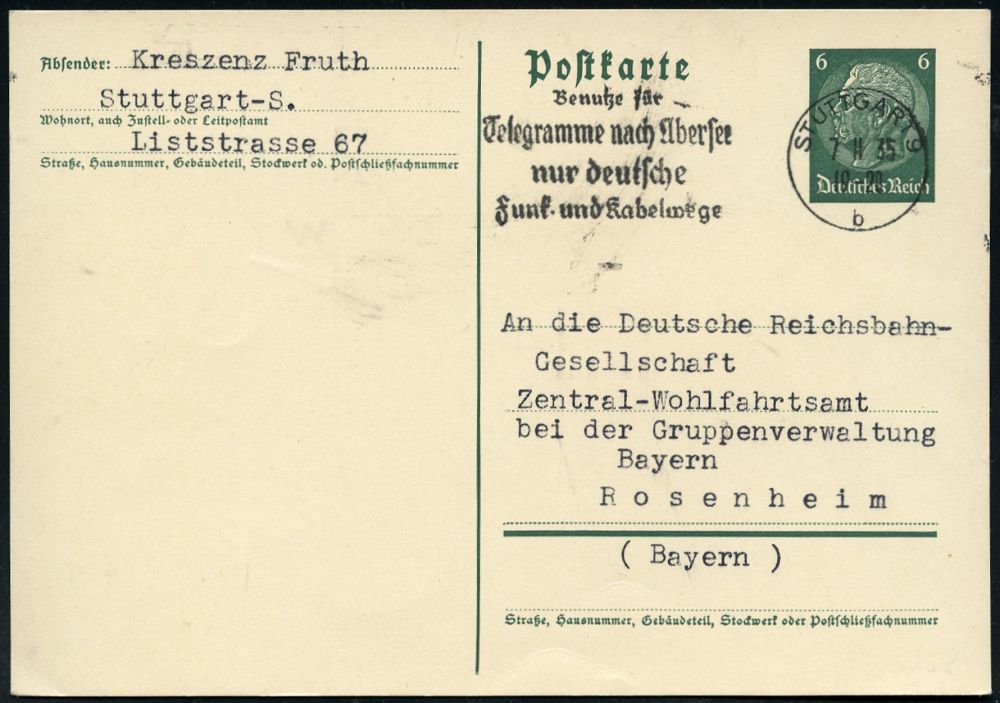 Absender: Kreszenz Fruth
Stuttgart-S.
Wohnort, auch Zustell- oder Leitpostamt
Liststrasse 67
Straße, Hausnummer, Gebäudeteil, Stockwerk od. Postschließfachnummer
Postkarte
Benutze für
Telegramme nach Übersee
nur deutsche
Funk- und Kabelwege
6 6
STUTTGART 9
7 II 35
Deutsches Reich
b
An die Deutsche Reichsbahn-
Gesellschaft
Zentral-Wohlfahrtsamt
bei der Gruppenverwaltung
Bayern
Rosenheim
( Bayern )
Straße, Hausnummer, Gebäudeteil, Stockwerk oder Postschließfachnummer